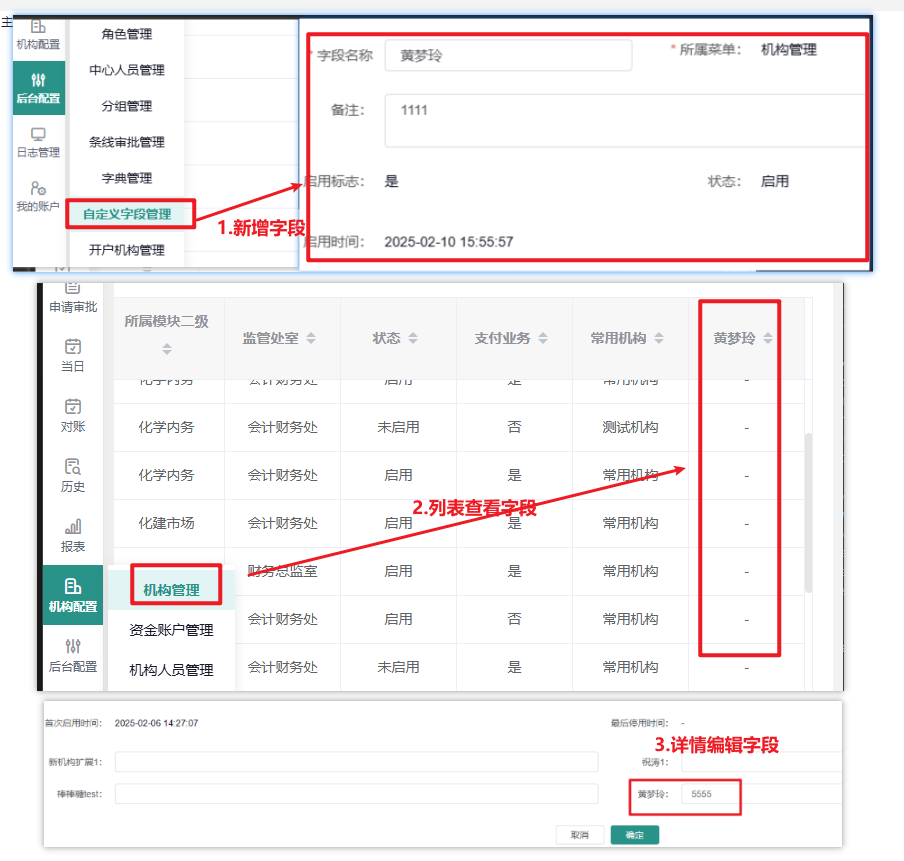 主
机构配置
后台配置
日志管理
我的账户
角色管理
中心人员管理
分组管理
条线审批管理
字典管理
自定义字段管理
开户机构管理
1.新增字段
* 字段名称 黄梦玲 * 所属菜单: 机构管理
备注: 1111
启用标志: 是 状态: 启用
启用时间: 2025-02-10 15:55:57
申请审批
当日
对账
历史
报表
机构配置
后台配置
机构管理
资金账户管理
机构人员管理
所属模块二级 监管处室 状态 支付业务 常用机构 黄梦玲
化学内务 会计财务处 启用 是 常用机构 -
化学内务 会计财务处 未启用 否 测试机构 -
化学内务 会计财务处 启用 是 常用机构 -
2.列表查看字段
化建市场 会计财务处 启用 是 常用机构 -
财务总监室 启用 是 常用机构 -
会计财务处 启用 否 常用机构 -
会计财务处 未启用 是 常用机构 -
首次启用时间: 2025-02-06 14:27:07 最后停用时间: -
3.详情编辑字段
新机构扩展1: 祝涛1:
棒棒糖test: 黄梦玲: 5555
取消 确定